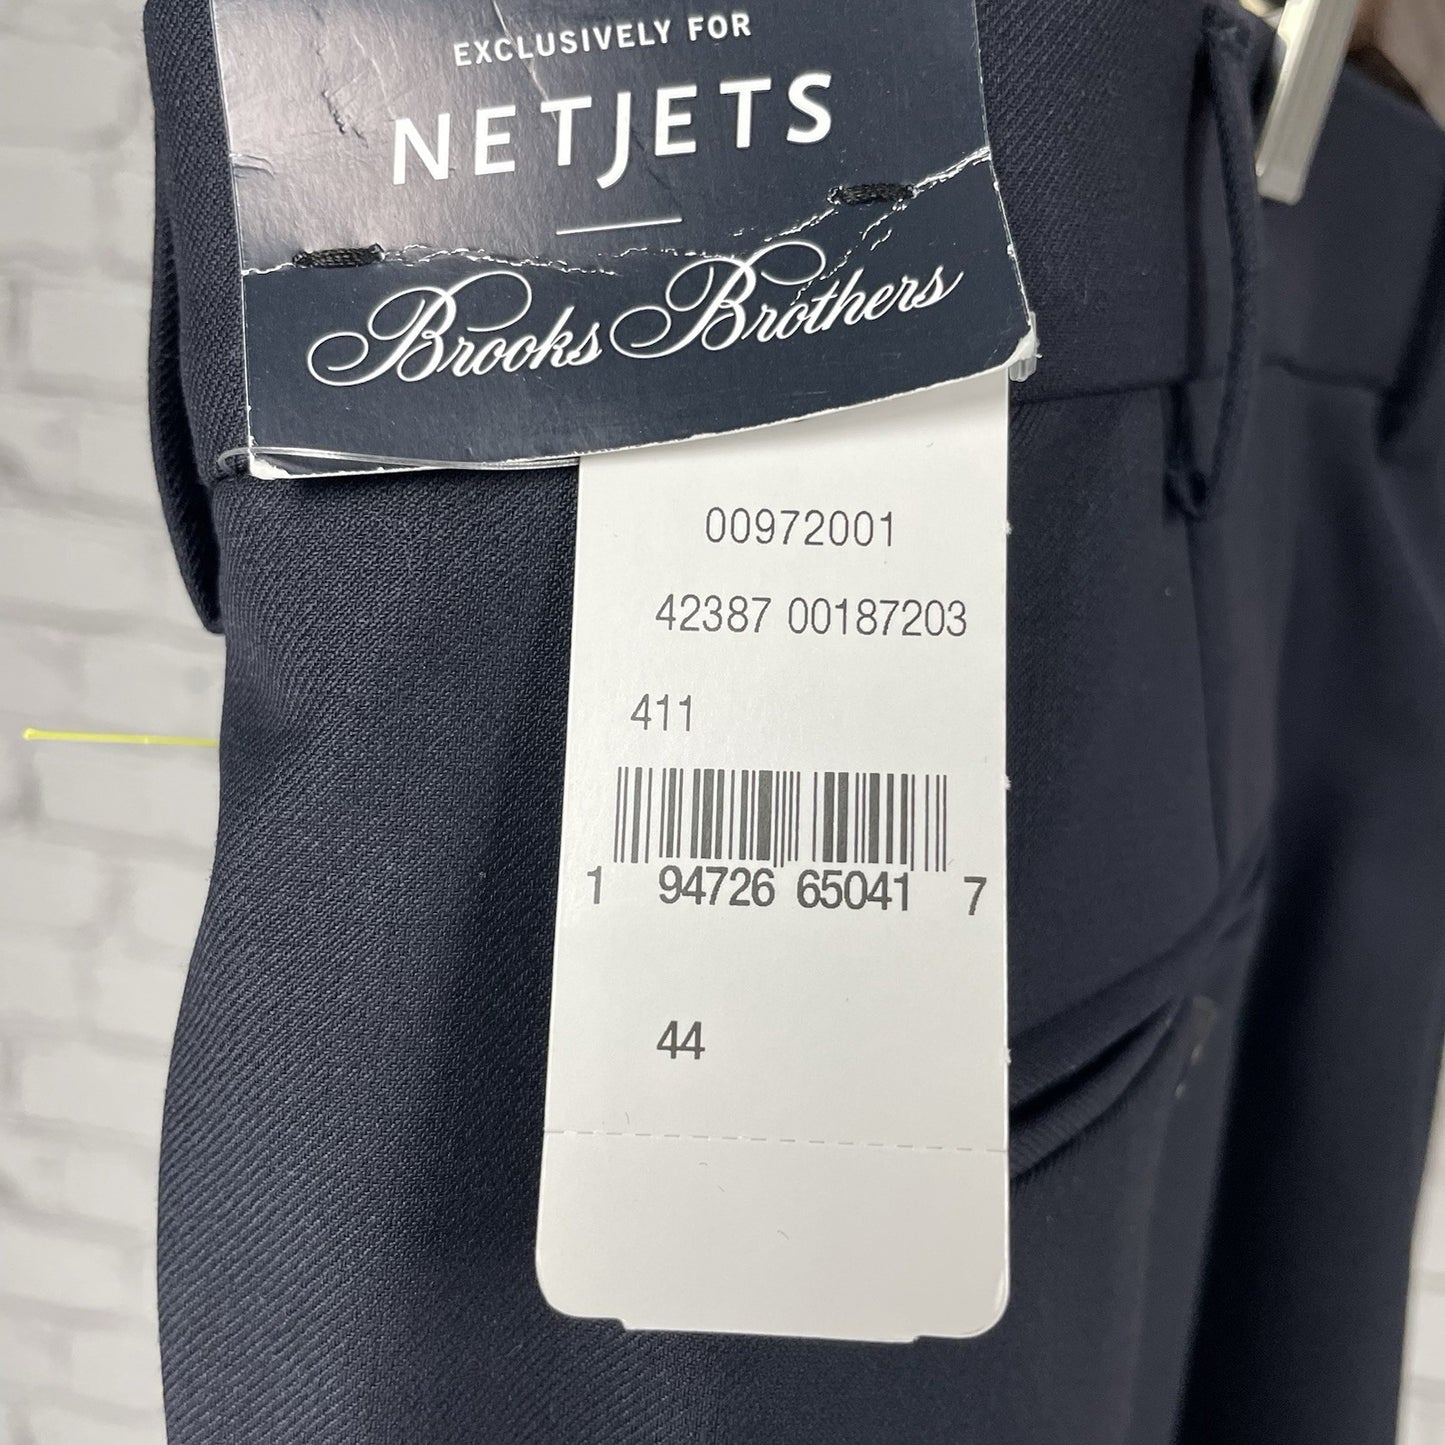 EXCLUSIVELY FOR
NETJETS
Brooks Brothers
00972001
42387 00187203
411
1 94726 65041 7
44